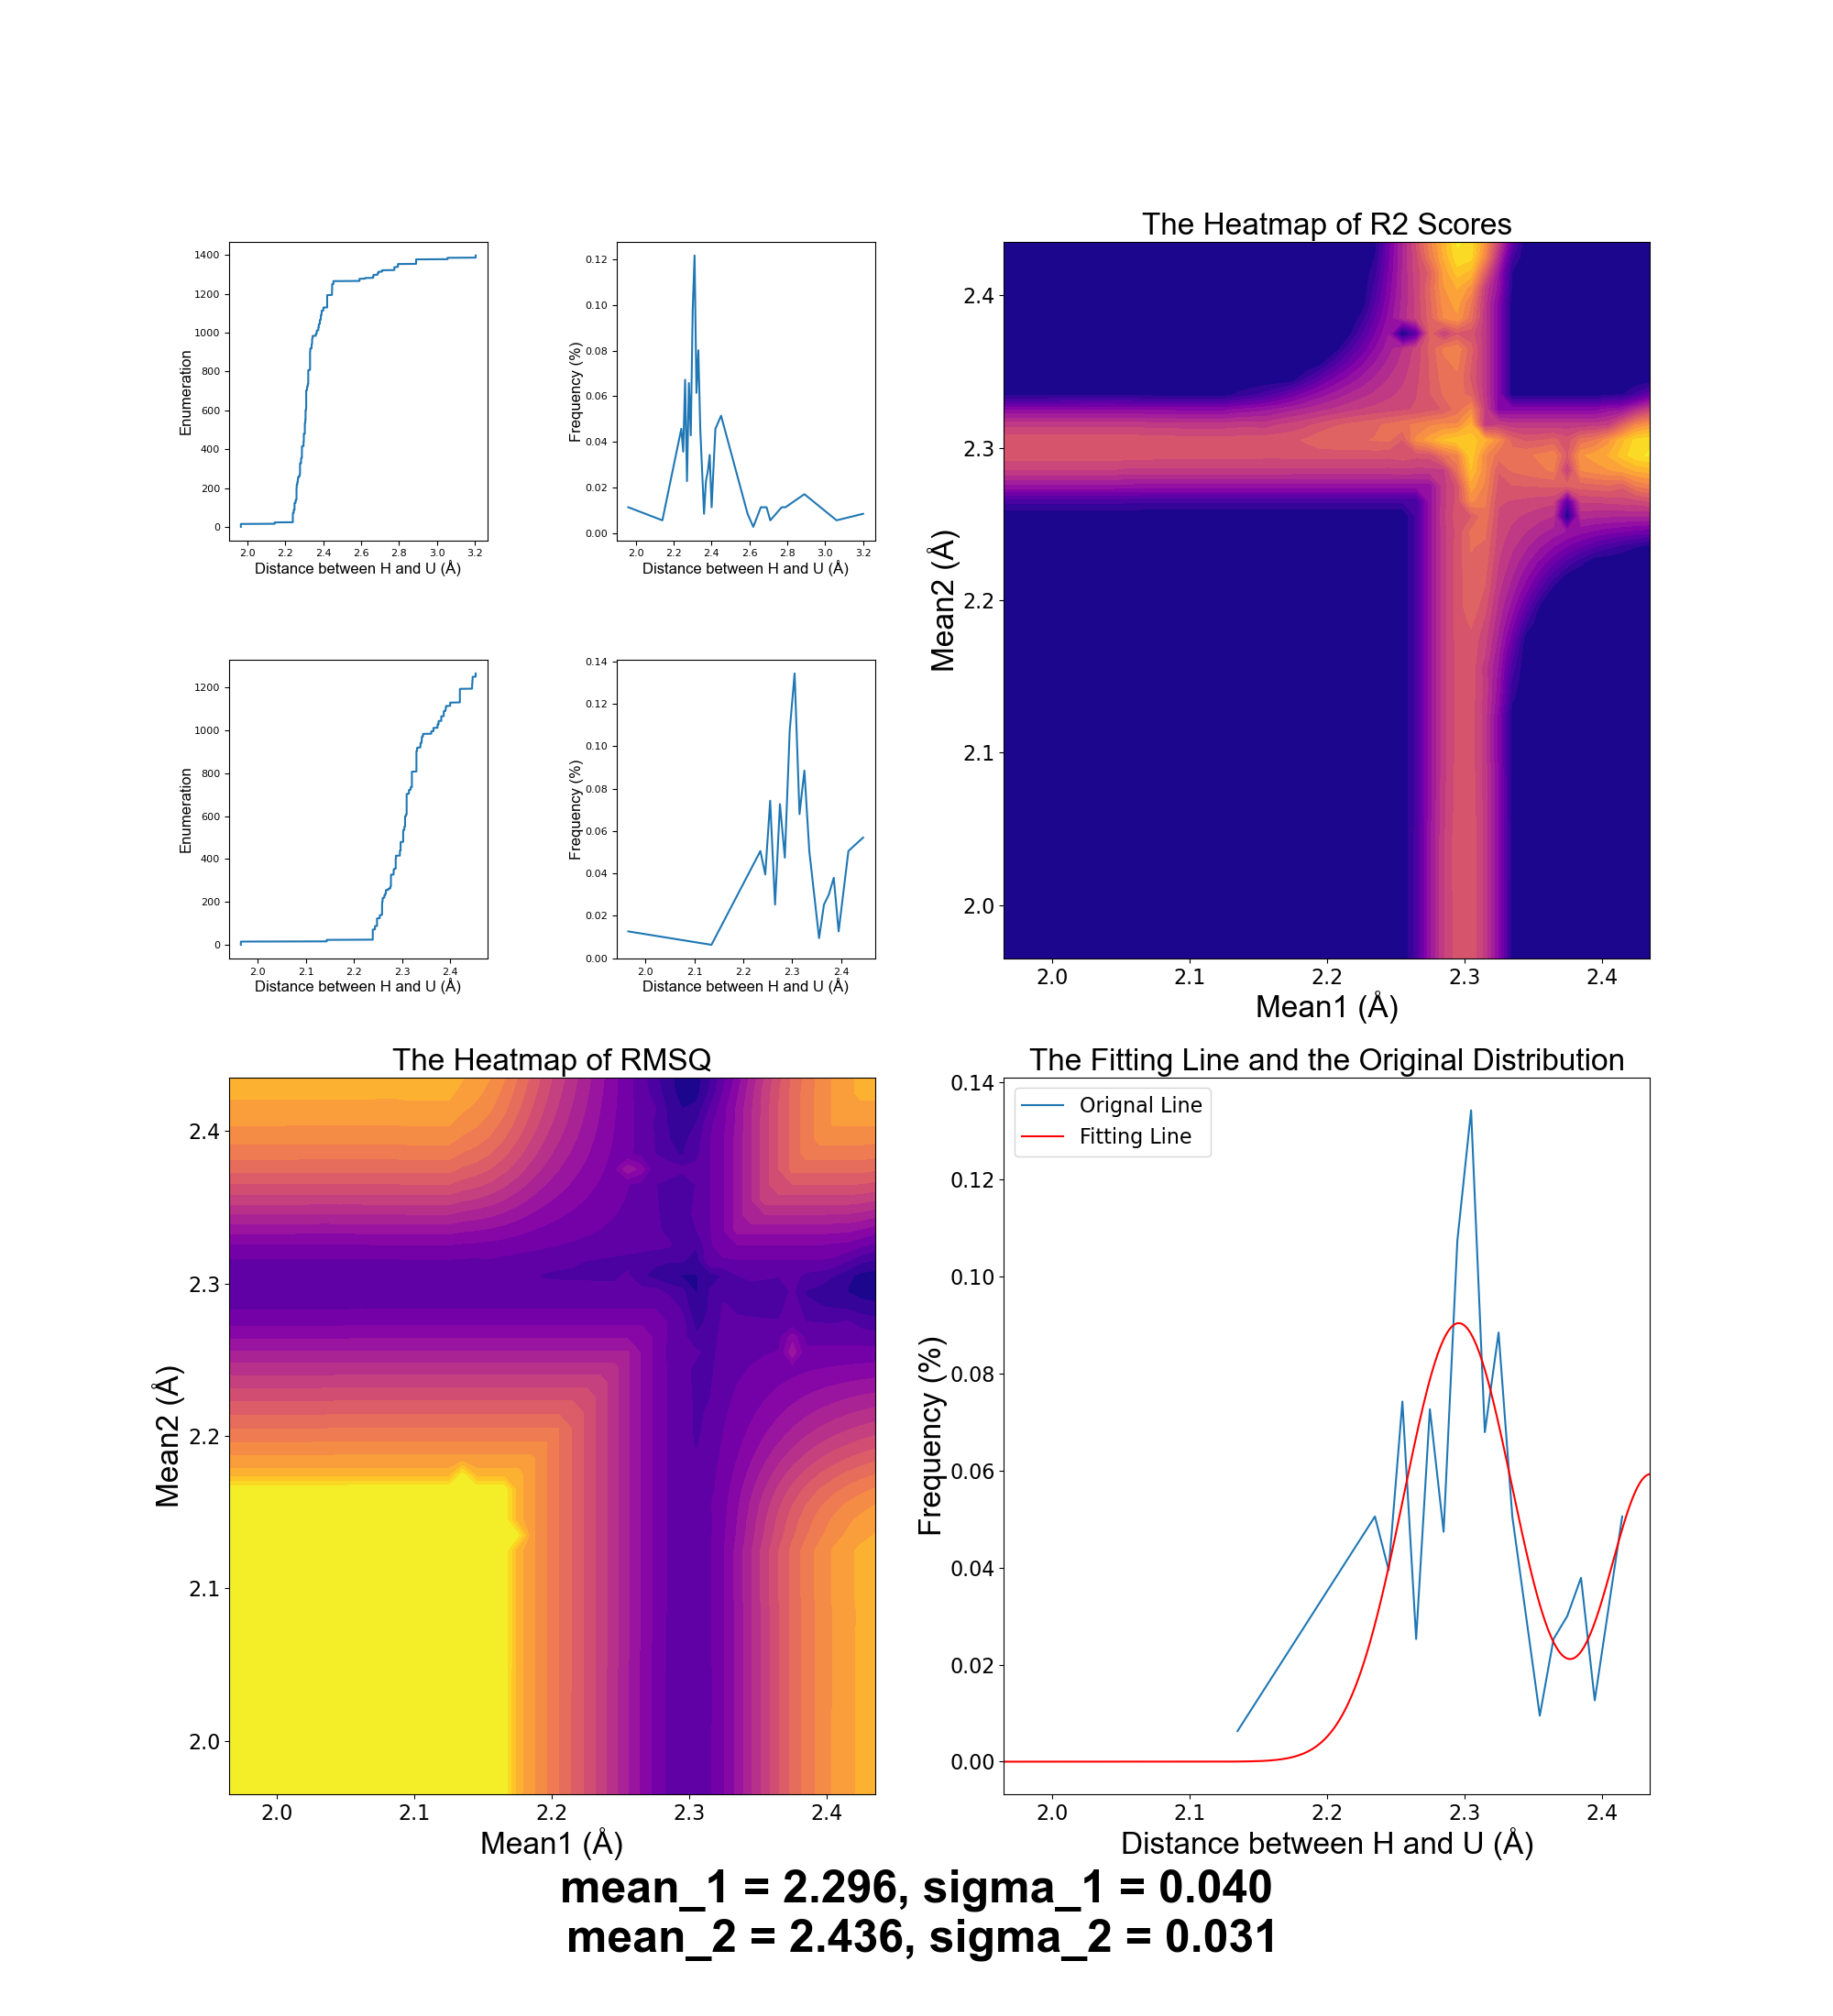 1400
1200
1000
800
600
400
200
0
Enumeration
2.0 2.2 2.4 2.6 2.8 3.0 3.2
Distance between H and U (Å)
0.12
0.10
0.08
0.06
0.04
0.02
0.00
Frequency (%)
2.0 2.2 2.4 2.6 2.8 3.0 3.2
Distance between H and U (Å)
The Heatmap of R2 Scores
2.4
2.3
2.2
2.1
2.0
Mean2 (Å)
2.0 2.1 2.2 2.3 2.4
Mean1 (Å)
1200
1000
800
600
400
200
0
Enumeration
2.0 2.1 2.2 2.3 2.4
Distance between H and U (Å)
0.14
0.12
0.10
0.08
0.06
0.04
0.02
0.00
Frequency (%)
2.0 2.1 2.2 2.3 2.4
Distance between H and U (Å)
The Heatmap of RMSQ
2.4
2.3
2.2
2.1
2.0
Mean2 (Å)
2.0 2.1 2.2 2.3 2.4
Mean1 (Å)
The Fitting Line and the Original Distribution
0.14
0.12
0.10
0.08
0.06
0.04
0.02
0.00
Frequency (%)
Orignal Line
Fitting Line
2.0 2.1 2.2 2.3 2.4
Distance between H and U (Å)
mean_1 = 2.296, sigma_1 = 0.040
mean_2 = 2.436, sigma_2 = 0.031